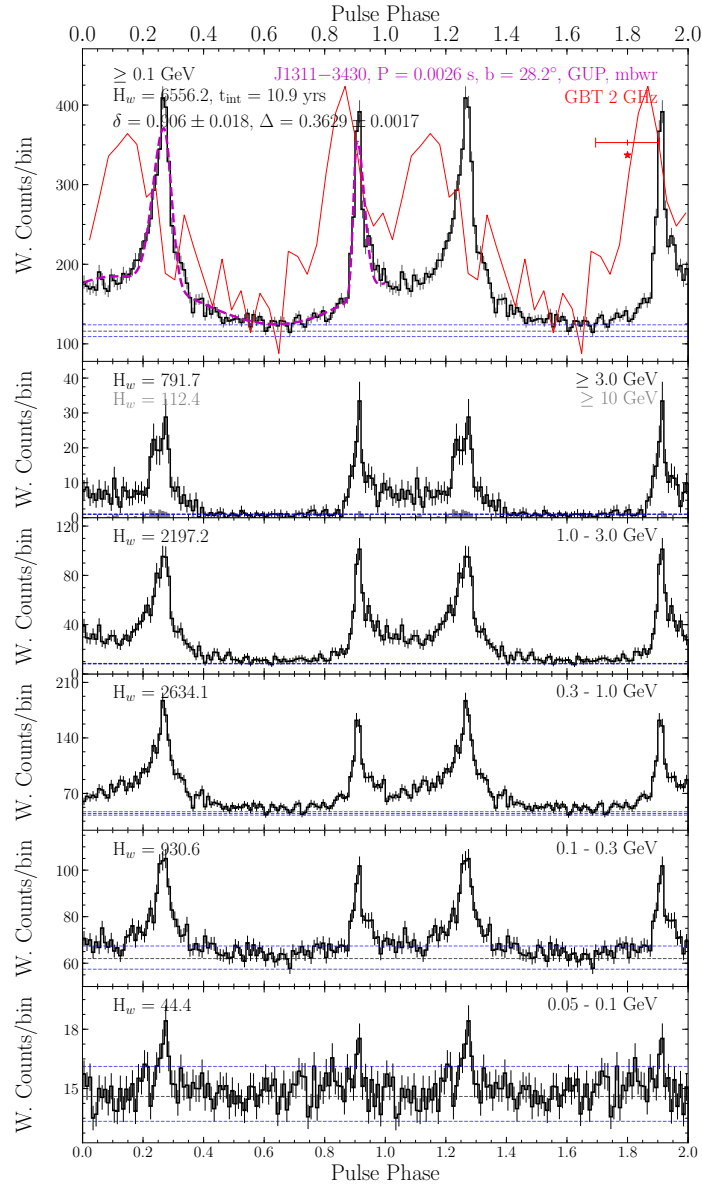 Pulse Phase
0.0 0.2 0.4 0.6 0.8 1.0 1.2 1.4 1.6 1.8 2.0
≥ 0.1 GeV
J1311−3430, P = 0.0026 s, b = 28.2°, GUP, mbwr
H_w = 6556.2, t_int = 10.9 yrs
GBT 2 GHz
δ = 0.906 ± 0.018, Δ = 0.3629 ± 0.0017
W. Counts/bin
400
350
300
250
200
150
100
H_w = 791.7
≥ 3.0 GeV
H_w = 112.4
≥ 10 GeV
W. Counts/bin
40
30
20
10
0
H_w = 2197.2
1.0 - 3.0 GeV
W. Counts/bin
120
80
40
0
H_w = 2634.1
0.3 - 1.0 GeV
W. Counts/bin
210
140
70
H_w = 930.6
0.1 - 0.3 GeV
W. Counts/bin
100
80
60
H_w = 44.4
0.05 - 0.1 GeV
W. Counts/bin
18
15
0.0 0.2 0.4 0.6 0.8 1.0 1.2 1.4 1.6 1.8 2.0
Pulse Phase